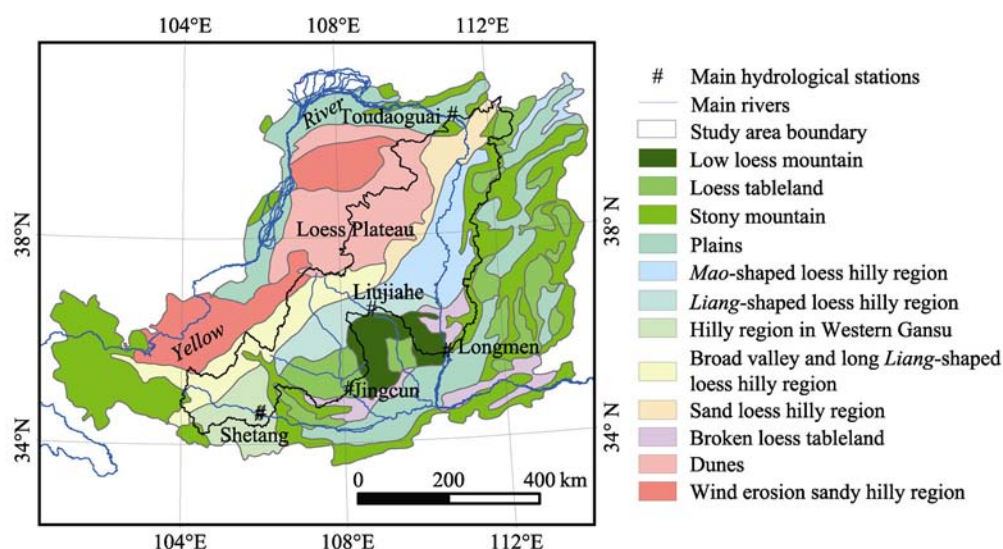 104°E
108°E
112°E
38°N
34°N
38°N
34°N
104°E
108°E
112°E
River
Toudaoguai #
Loess Plateau
Liujiahe
#
Yellow
# Longmen
#
Jingcun
#
Shetang
0 200 400 km
# Main hydrological stations
Main rivers
Study area boundary
Low loess mountain
Loess tableland
Stony mountain
Plains
Mao-shaped loess hilly region
Liang-shaped loess hilly region
Hilly region in Western Gansu
Broad valley and long Liang-shaped
loess hilly region
Sand loess hilly region
Broken loess tableland
Dunes
Wind erosion sandy hilly region